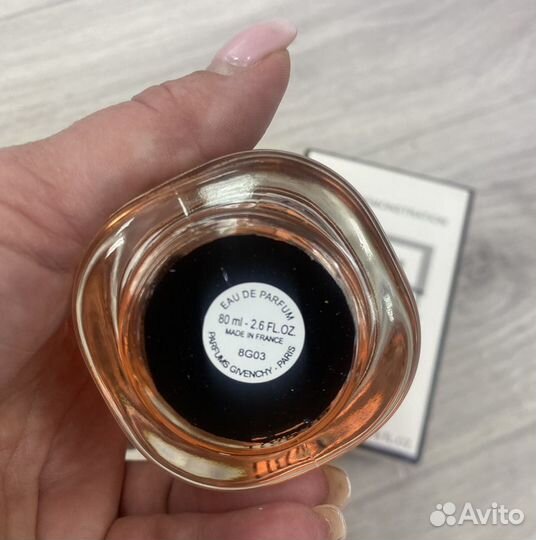 EAU DE PARFUM
80 ml - 2.6 FL.OZ.
MADE IN FRANCE
8G03
PARFUMS GIVENCHY - PARIS
Avito